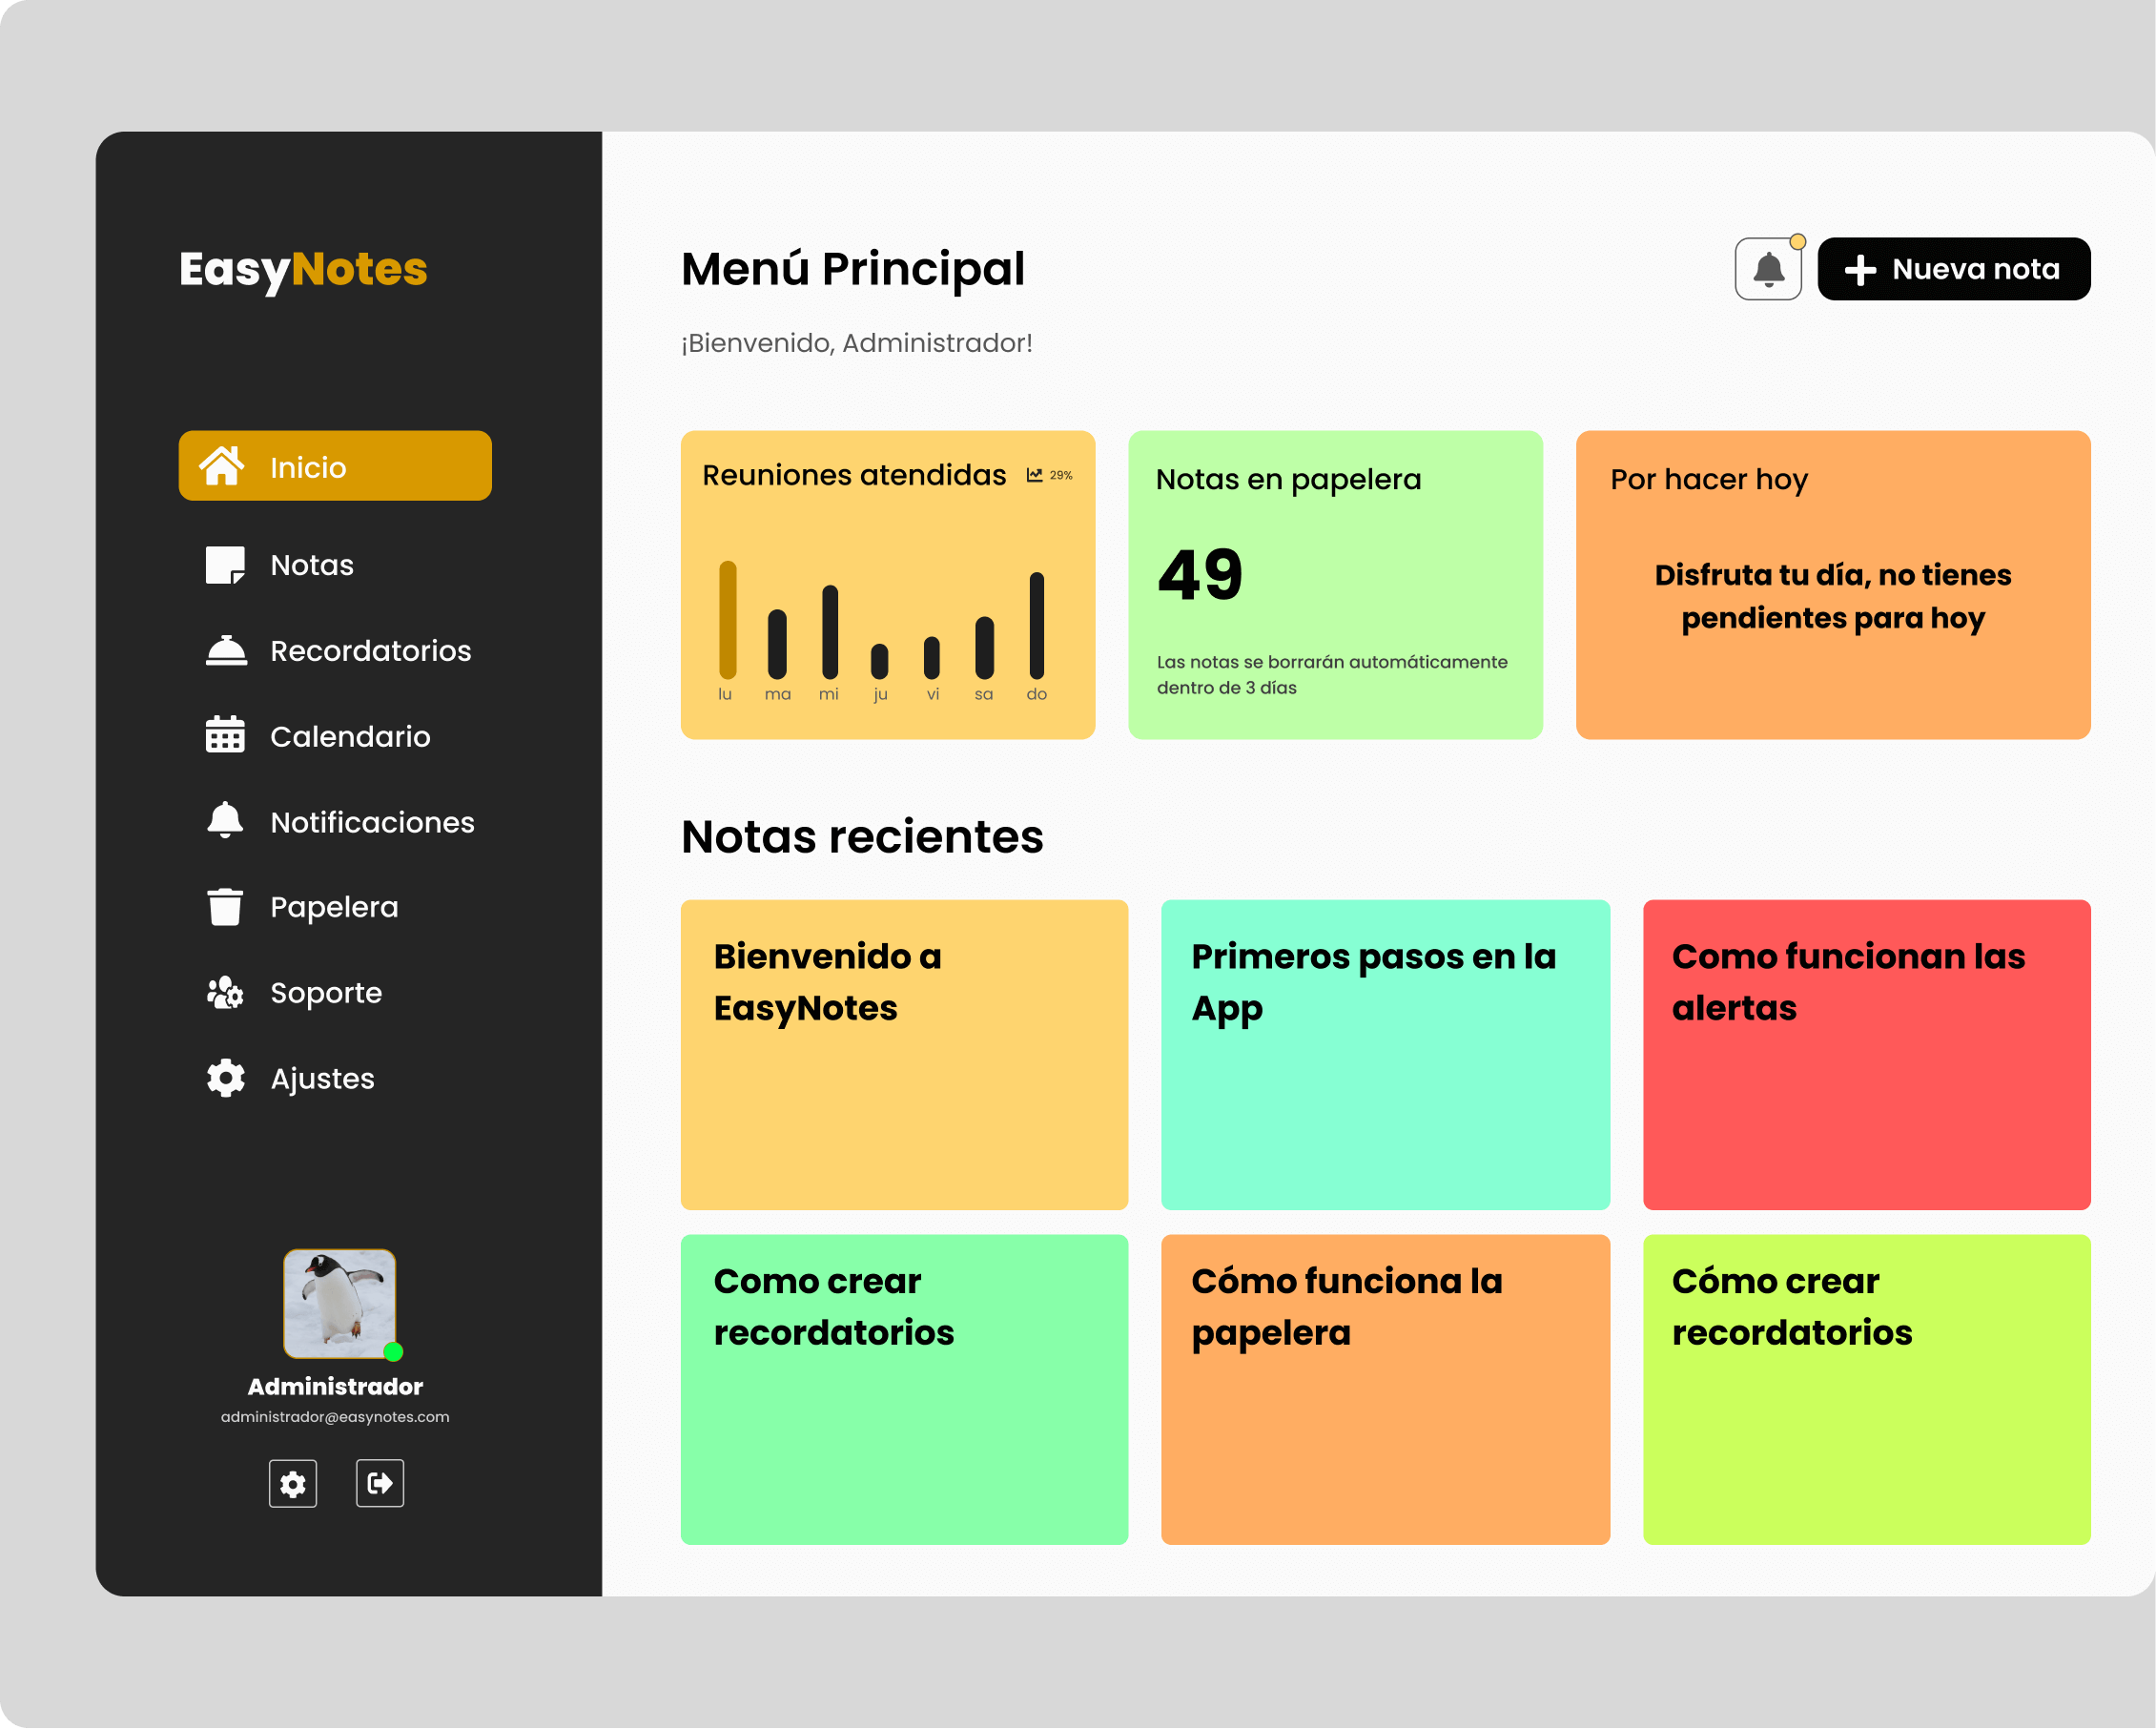 EasyNotes
Inicio
Notas
Recordatorios
Calendario
Notificaciones
Papelera
Soporte
Ajustes
Administrador
administrador@easynotes.com
Menú Principal
¡Bienvenido, Administrador!
Nueva nota
Reuniones atendidas 29%
lu ma mi ju vi sa do
Notas en papelera
49
Las notas se borrarán automáticamente
dentro de 3 días
Por hacer hoy
Disfruta tu día, no tienes
pendientes para hoy
Notas recientes
Bienvenido a
EasyNotes
Primeros pasos en la
App
Como funcionan las
alertas
Como crear
recordatorios
Cómo funciona la
papelera
Cómo crear
recordatorios